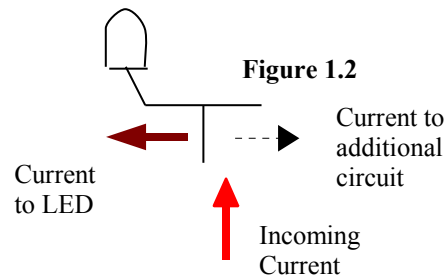 Figure 1.2
Current to
additional
circuit
Current
to LED
Incoming
Current